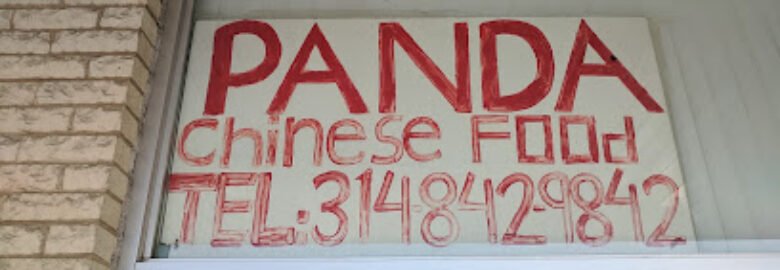 PANDA
Chinese Food
TEL:314-842-9842